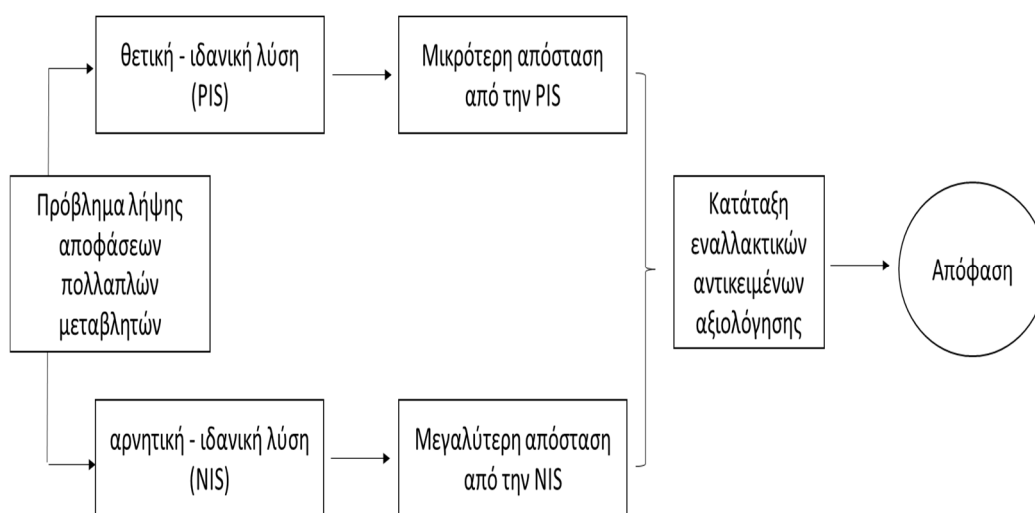 θετική - ιδανική λύση
(PIS)
Μικρότερη απόσταση
από την PIS
Πρόβλημα λήψης
αποφάσεων
πολλαπλών
μεταβλητών
Κατάταξη
εναλλακτικών
αντικειμένων
αξιολόγησης
Απόφαση
αρνητική - ιδανική λύση
(NIS)
Μεγαλύτερη απόσταση
από την NIS